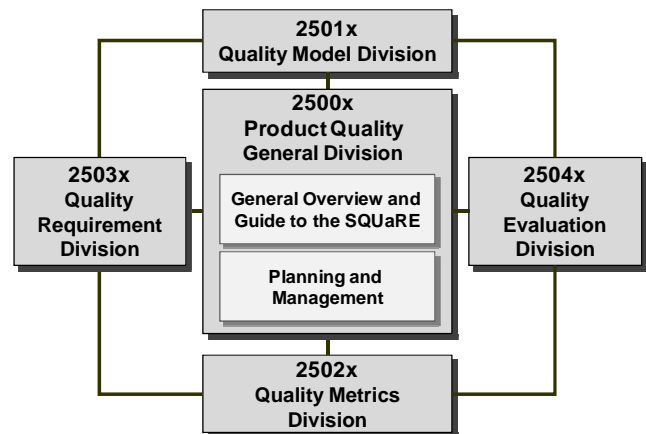 2501x
Quality Model Division
2500x
Product Quality
General Division
General Overview and
Guide to the SQUaRE
Planning and
Management
2503x
Quality
Requirement
Division
2504x
Quality
Evaluation
Division
2502x
Quality Metrics
Division